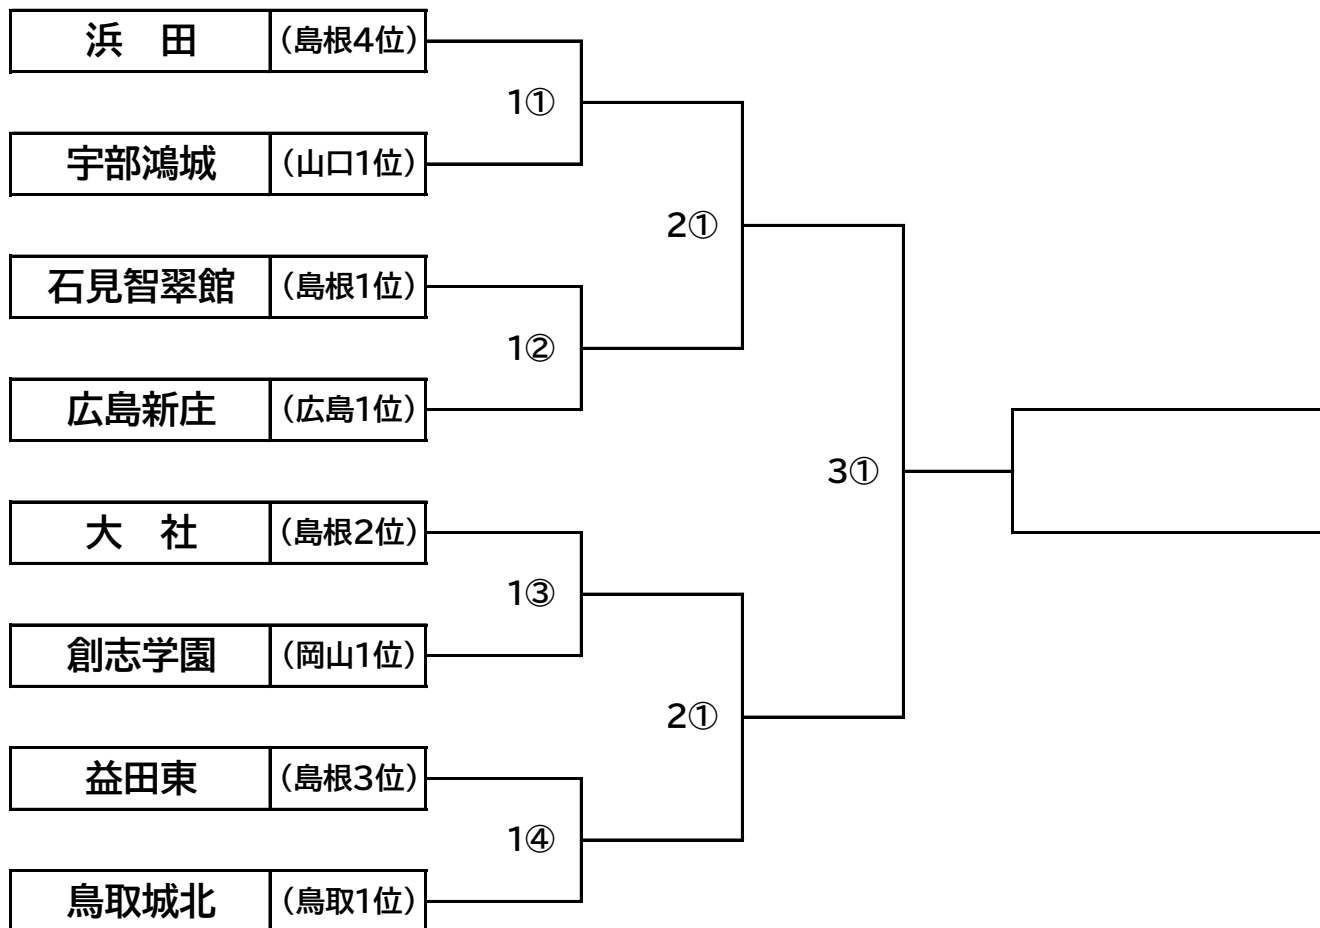 浜　田 (島根4位)
1①
宇部鴻城 (山口1位)
2①
石見智翠館 (島根1位)
1②
広島新庄 (広島1位)
3①
大　社 (島根2位)
1③
創志学園 (岡山1位)
2①
益田東 (島根3位)
1④
鳥取城北 (鳥取1位)